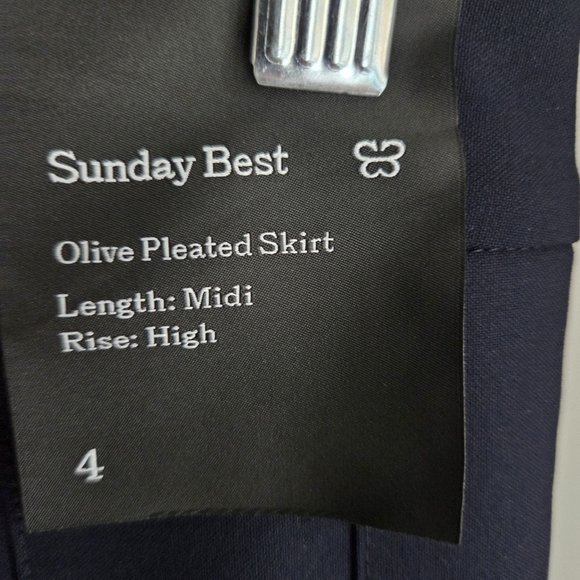 Sunday Best
Olive Pleated Skirt
Length: Midi
Rise: High
4